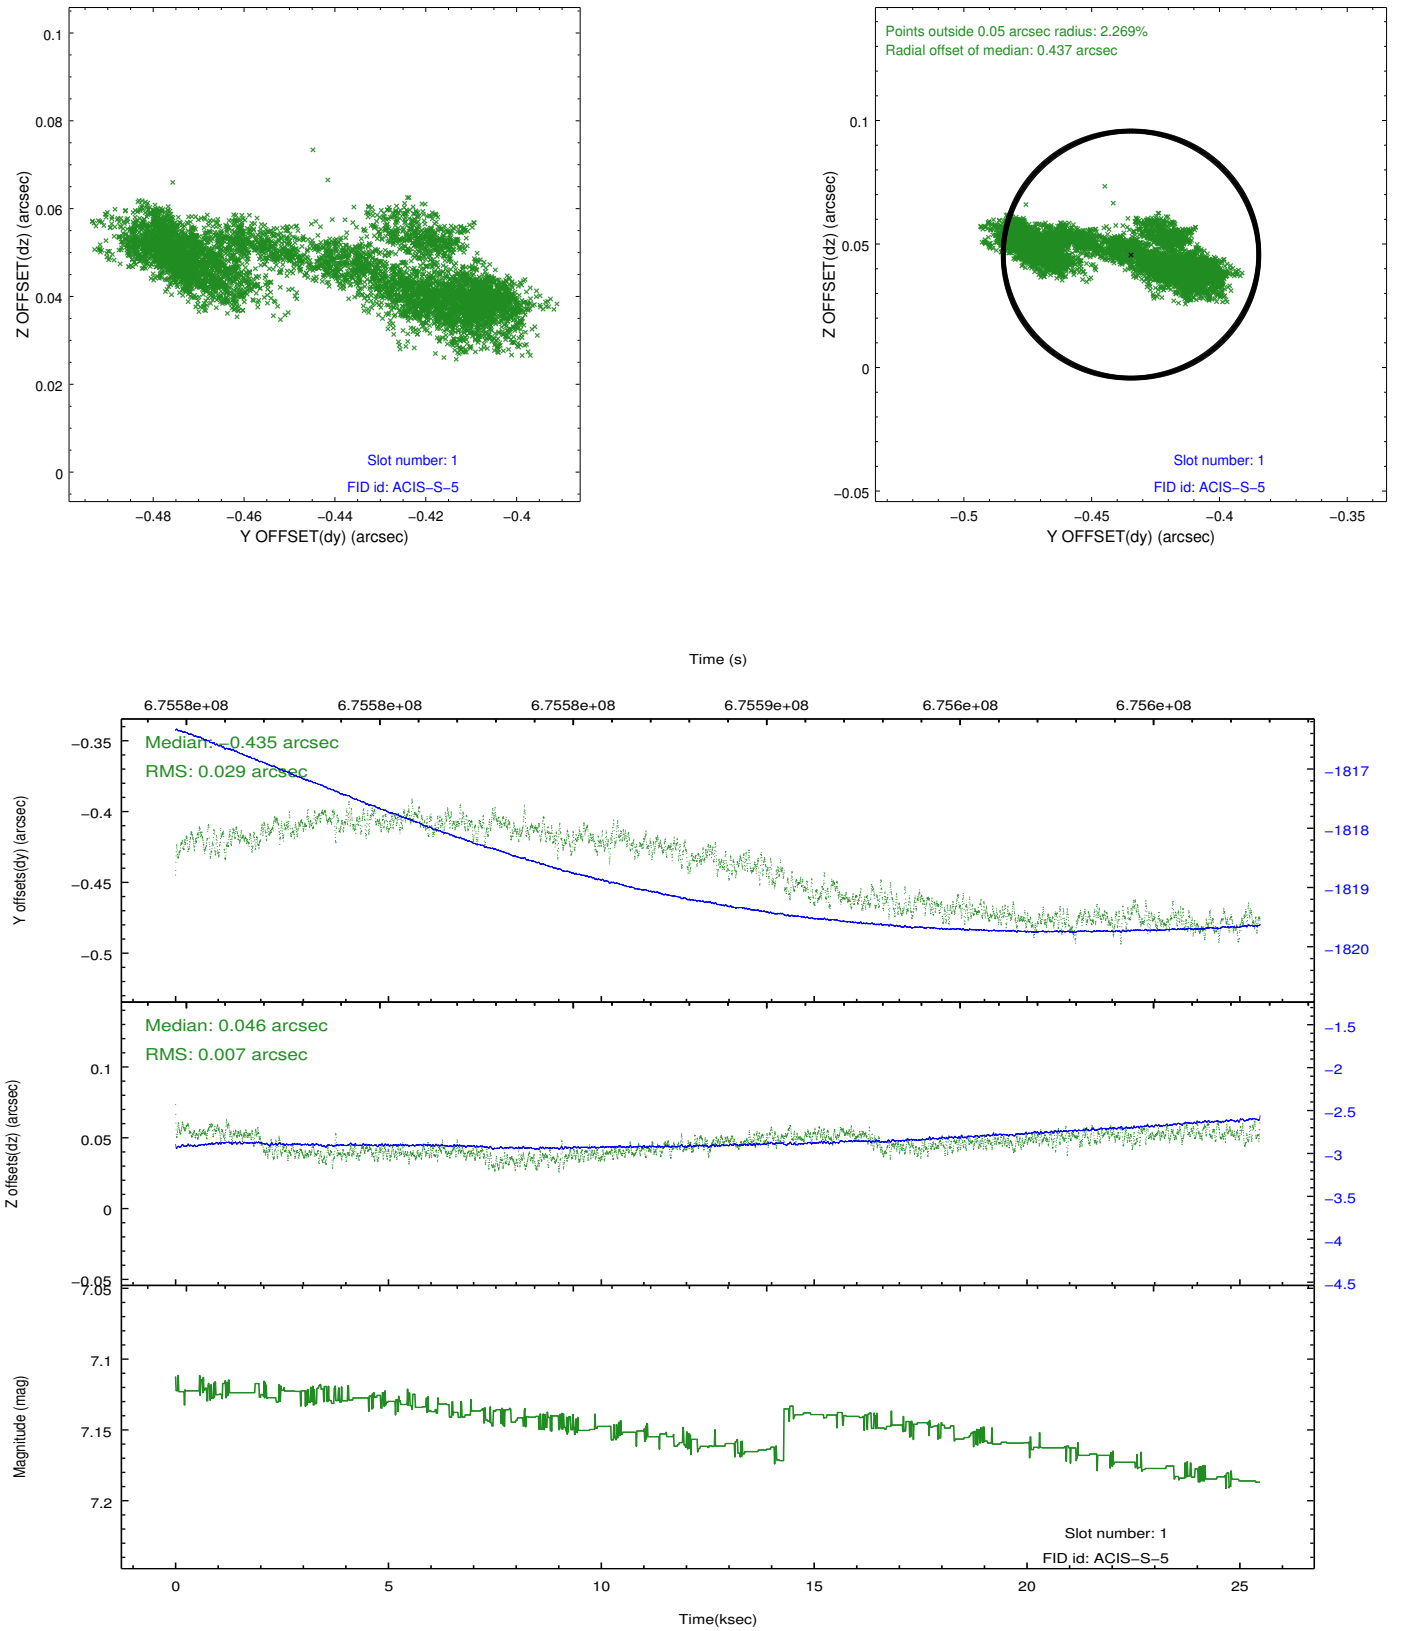 0.1
0.08
0.06
0.04
0.02
0
Z OFFSET(dz) (arcsec)
−0.48 −0.46 −0.44 −0.42 −0.4
Y OFFSET(dy) (arcsec)
Slot number: 1
FID id: ACIS−S−5
Points outside 0.05 arcsec radius: 2.269%
Radial offset of median: 0.437 arcsec
0.1
0.05
0
−0.05
Z OFFSET(dz) (arcsec)
−0.5 −0.45 −0.4 −0.35
Y OFFSET(dy) (arcsec)
Slot number: 1
FID id: ACIS−S−5
Time (s)
6.7558e+08 6.7558e+08 6.7558e+08 6.7559e+08 6.756e+08 6.756e+08
Median: −0.435 arcsec
RMS: 0.029 arcsec
−0.35
−0.4
−0.45
−0.5
Y offsets(dy) (arcsec)
−1817
−1818
−1819
−1820
Median: 0.046 arcsec
RMS: 0.007 arcsec
0.1
0.05
0
−0.05
Z offsets(dz) (arcsec)
−1.5
−2
−2.5
−3
−3.5
−4
−4.5
7.05
7.1
7.15
7.2
Magnitude (mag)
Slot number: 1
FID id: ACIS−S−5
0 5 10 15 20 25
Time(ksec)